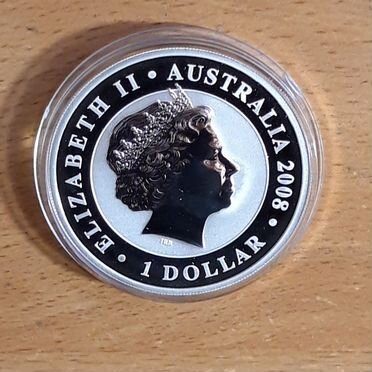 ELIZABETH II • AUSTRALIA 2008 • 1 DOLLAR •
IRB